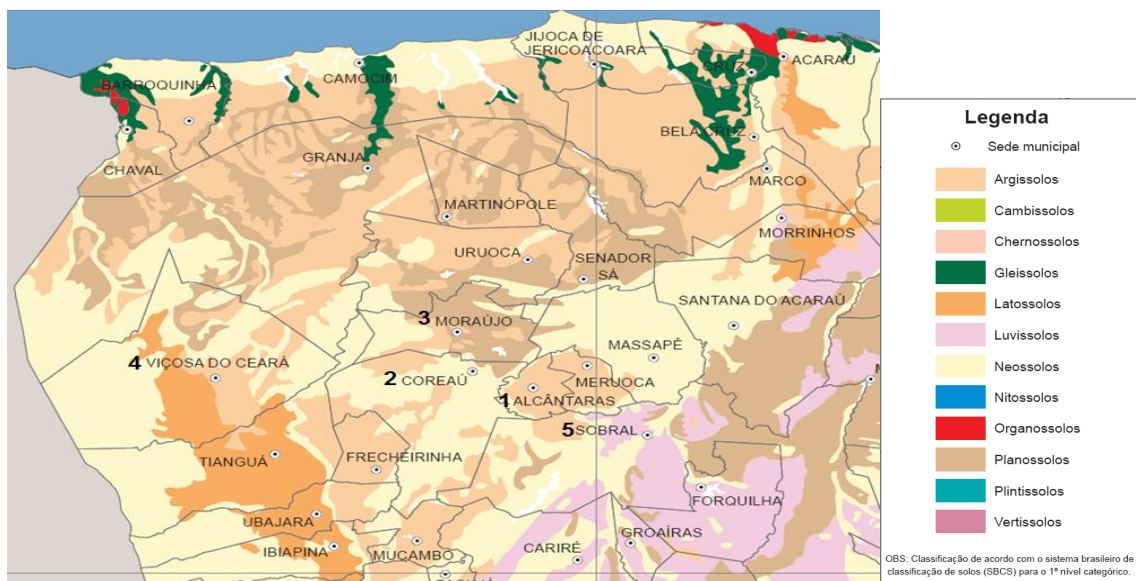 JIJOCA DE
JERICOACOARA
ACARAÚ
CRUZ
CAMOCIM
BARROQUINHA
BELA CRUZ
GRANJA
CHAVAL
MARCO
MARTINÓPOLE
MORRINHOS
URUOCA
SENADOR
SÁ
SANTANA DO ACARAÚ
3 MORAÚJO
MASSAPÊ
4 VIÇOSA DO CEARÁ
2 COREAÚ
MERUOCA
1 ALCÂNTARAS
5 SOBRAL
TIANGUÁ
FRECHEIRINHA
FORQUILHA
UBAJARA
GROAÍRAS
IBIAPINA
MUCAMBO
CARIRÉ
Legenda
Sede municipal
Argissolos
Cambissolos
Chernossolos
Gleissolos
Latossolos
Luvissolos
Neossolos
Nitossolos
Organossolos
Planossolos
Plintissolos
Vertissolos
OBS: Classificação de acordo com o sistema brasileiro de
classificação de solos (SBCS) para o 1º nível categórico.